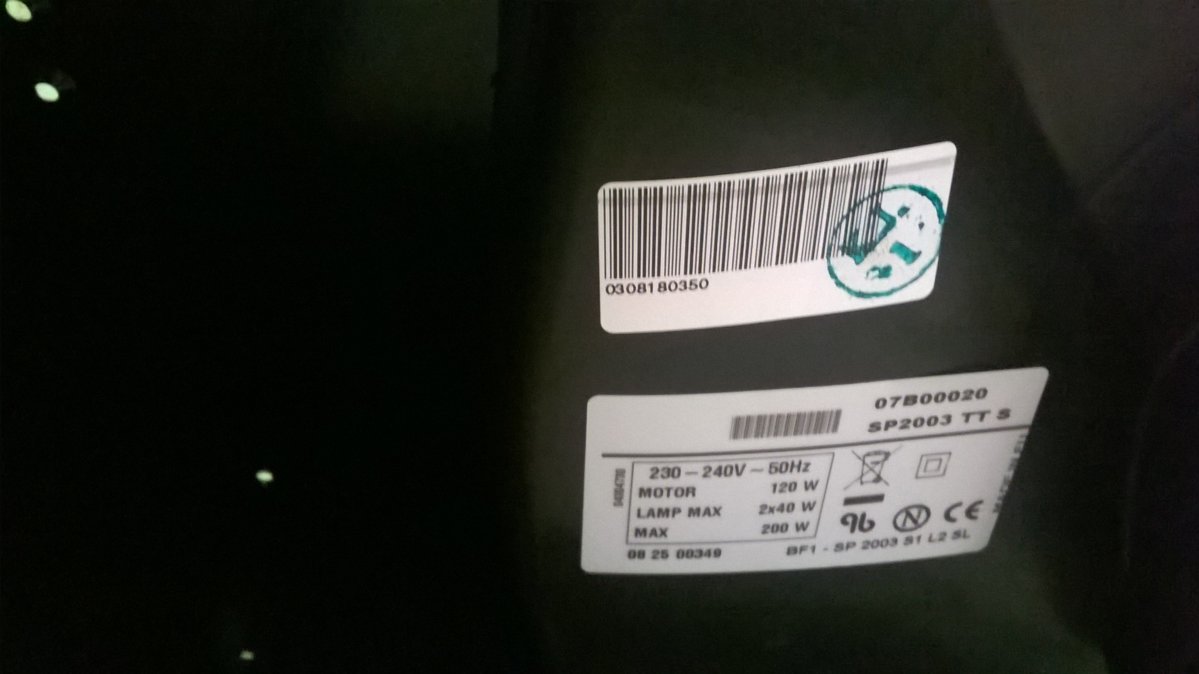 0308180350
07B00020
SP2003 TT S
230 – 240V ~ 50Hz
MOTOR 120 W
LAMP MAX 2x40 W
MAX 200 W
08 25 00349
BF1 - SP 2003 S1 L2 SL